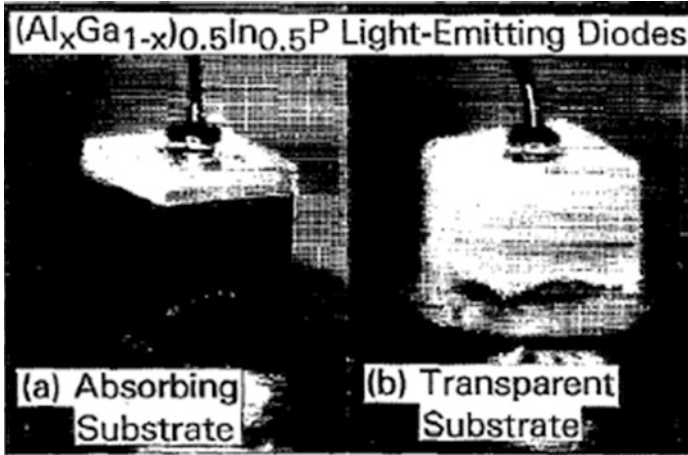 (AlxGa1-x)0.5In0.5P Light-Emitting Diodes
(a) Absorbing
Substrate
(b) Transparent
Substrate